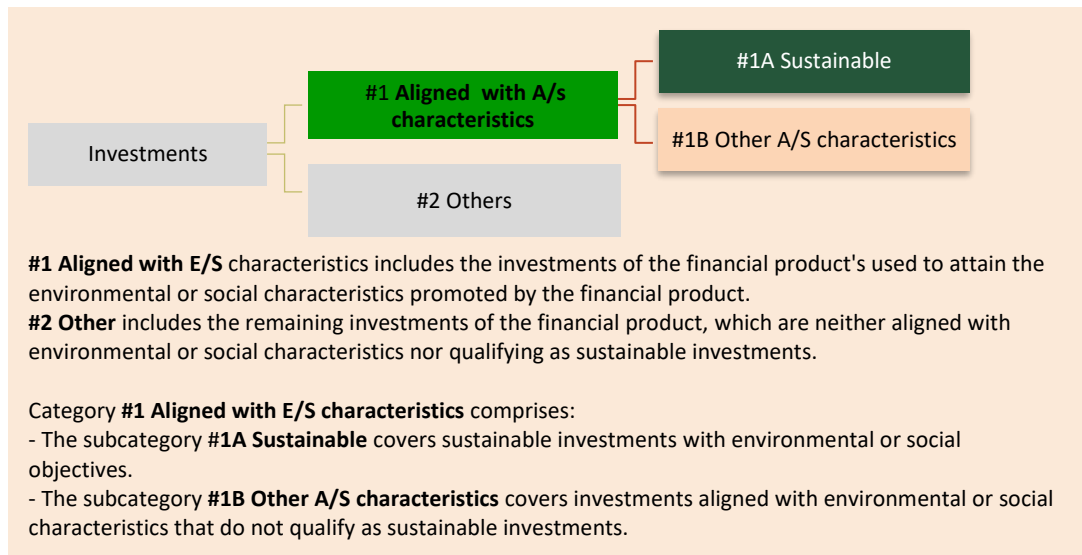 #1A Sustainable
#1 Aligned with A/s
characteristics
#1B Other A/S characteristics
Investments
#2 Others
#1 Aligned with E/S characteristics includes the investments of the financial product's used to attain the
environmental or social characteristics promoted by the financial product.
#2 Other includes the remaining investments of the financial product, which are neither aligned with
environmental or social characteristics nor qualifying as sustainable investments.
Category #1 Aligned with E/S characteristics comprises:
- The subcategory #1A Sustainable covers sustainable investments with environmental or social
objectives.
- The subcategory #1B Other A/S characteristics covers investments aligned with environmental or social
characteristics that do not qualify as sustainable investments.